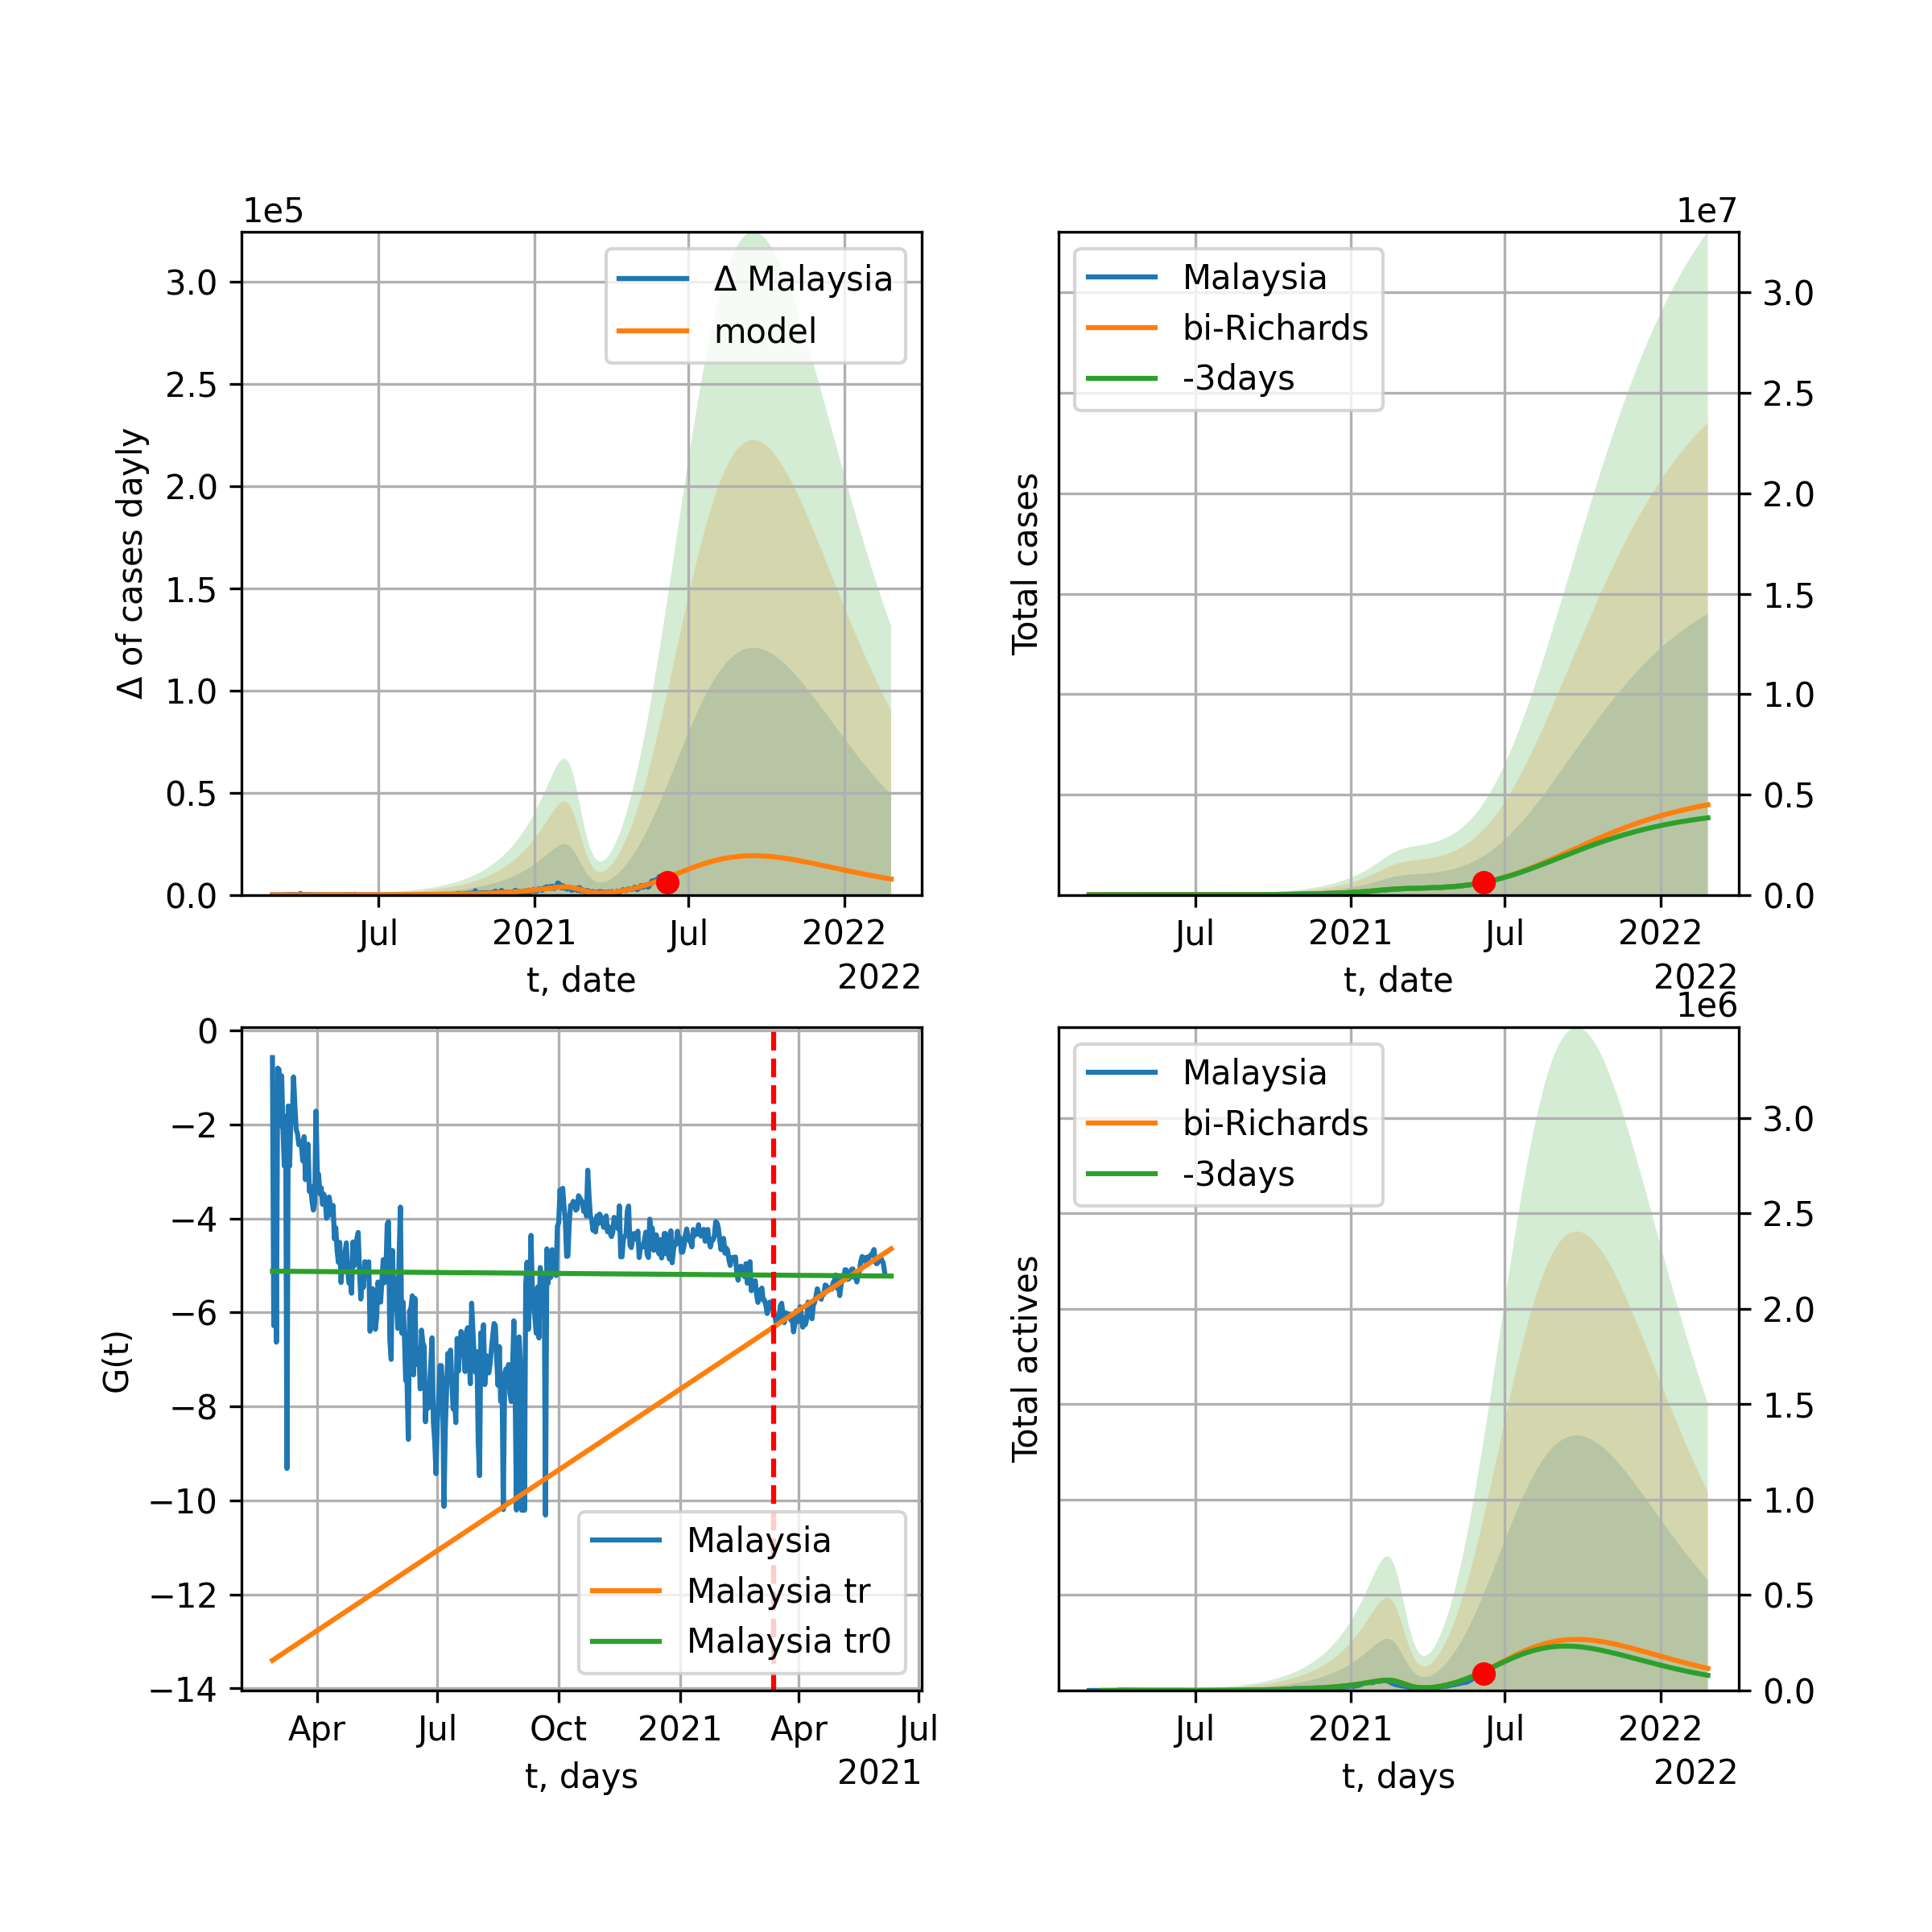 1e5
Δ Malaysia
model
3.0
2.5
2.0
1.5
1.0
0.5
0.0
Δ of cases dayly
Jul
2021
Jul
2022
t, date
2022
1e7
Malaysia
bi-Richards
-3days
3.0
2.5
2.0
1.5
1.0
0.5
0.0
Total cases
Jul
2021
Jul
2022
t, date
2022
0
−2
−4
−6
−8
−10
−12
−14
G(t)
Malaysia
Malaysia tr
Malaysia tr0
Apr
Jul
Oct
2021
Apr
Jul
t, days
2021
1e6
Malaysia
bi-Richards
-3days
3.0
2.5
2.0
1.5
1.0
0.5
0.0
Total actives
Jul
2021
Jul
2022
t, days
2022